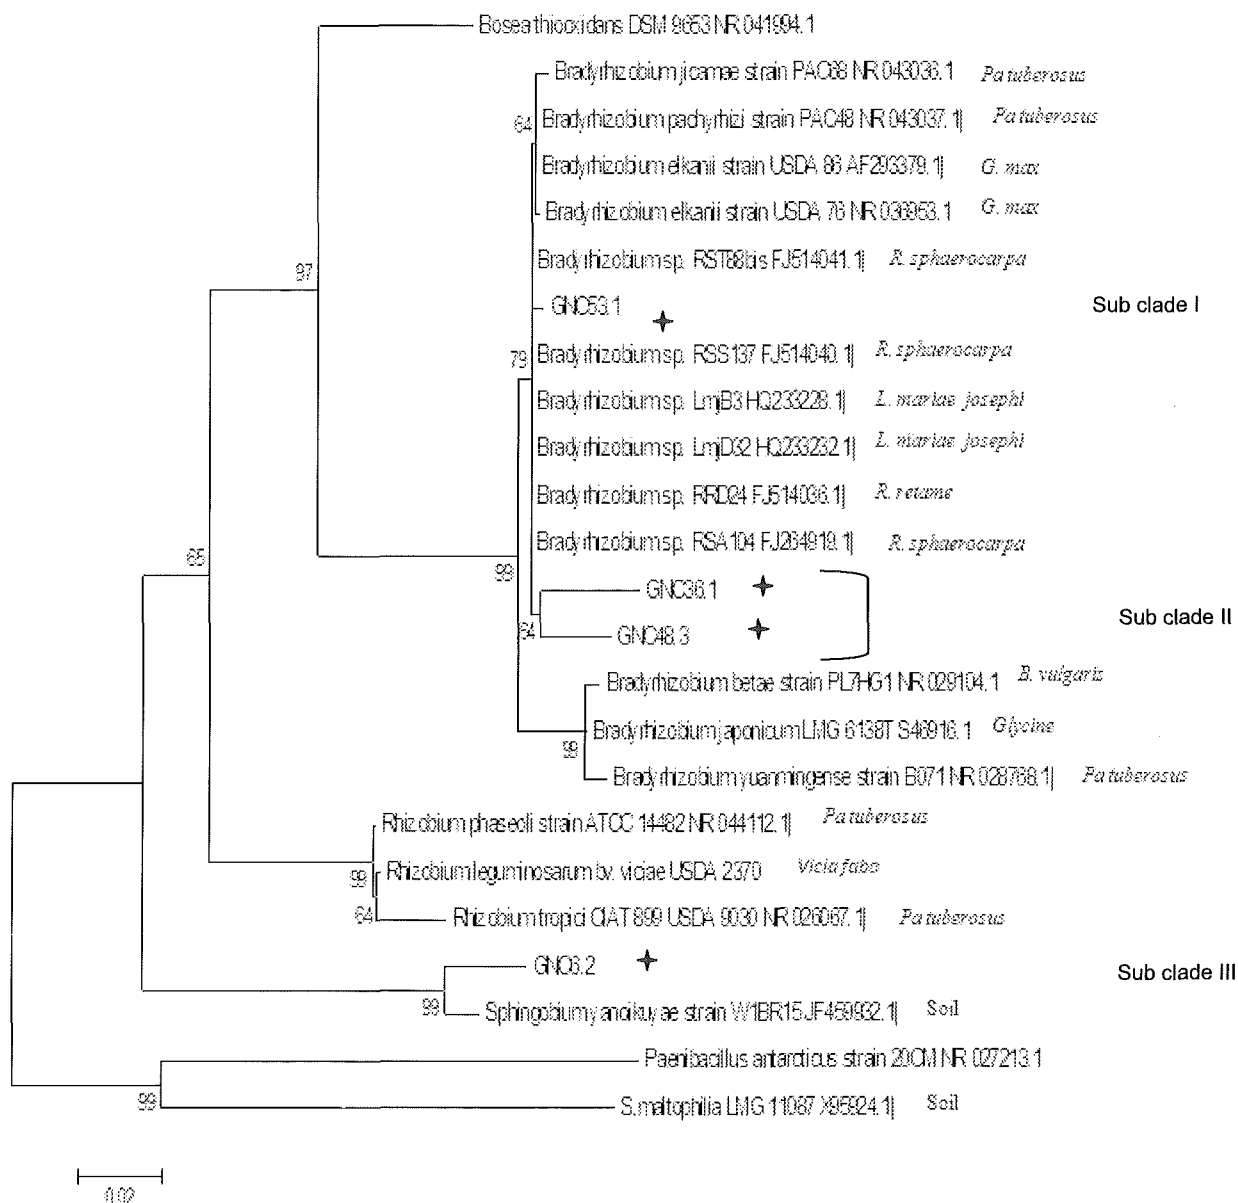 Bosea thiooxidans DSM 9653 NR 041994.1
Bradyrhizobium jicamae strain PAC68 NR 043036.1 Pa tuberosus
64
Bradyrhizobium pachyrhizi strain PAC48 NR 043037.1| Pa tuberosus
Bradyrhizobium elkanii strain USDA 86 AF293379.1| G. max
Bradyrhizobium elkanii strain USDA 76 NR 036953.1 G. max
Bradyrhizobium sp. RST88bis FJ514041.1| R. sphaerocarpa
97
GNC53.1
Sub clade I
79
Bradyrhizobium sp. RSS137 FJ514040.1| R. sphaerocarpa
Bradyrhizobium sp. LmjB3 HQ233228.1| L. mariae josephi
Bradyrhizobium sp. LmjD32 HQ233232.1| L. mariae josephi
Bradyrhizobium sp. RRD24 FJ514036.1| R. retame
Bradyrhizobium sp. RSA104 FJ264919.1| R. sphaerocarpa
65
99
GNC36.1
Sub clade II
64
GNC48.3
Bradyrhizobium betae strain PL7HG1 NR 029104.1 B. vulgaris
Bradyrhizobium japonicum LMG 6138T S46916.1 Glycine
98
Bradyrhizobium yuanmingense strain B071 NR 028768.1| Pa tuberosus
Rhizobium phaseoli strain ATCC 14482 NR 044112.1| Pa tuberosus
98
Rhizobium leguminosarum bv. viciae USDA 2370 Vicia faba
64
Rhizobium tropici CIAT 899 USDA 9030 NR 026067.1| Pa tuberosus
GNC6.2
Sub clade III
99
Sphingobium yanoikuyae strain W1BR15 JF459932.1| Soil
Paenibacillus antarcticus strain 20CM NR 027213.1
99
S.maltophilia LMG 11087 X95924.1| Soil
0.02